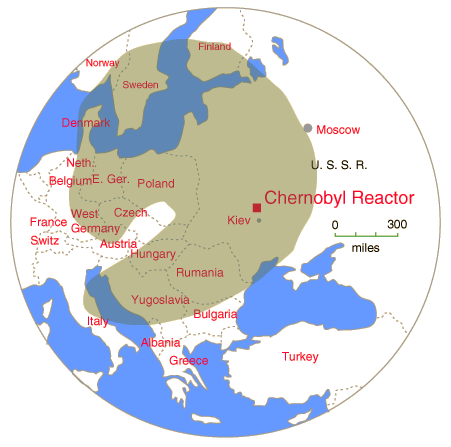 Finland
Norway
Sweden
Denmark
Moscow
Neth.
U. S. S. R.
Belgium
E. Ger.
Poland
Chernobyl Reactor
West
Germany
Czech.
France
Kiev
0 300
miles
Switz
Austria
Hungary
Rumania
Yugoslavia
Bulgaria
Italy
Albania
Greece
Turkey